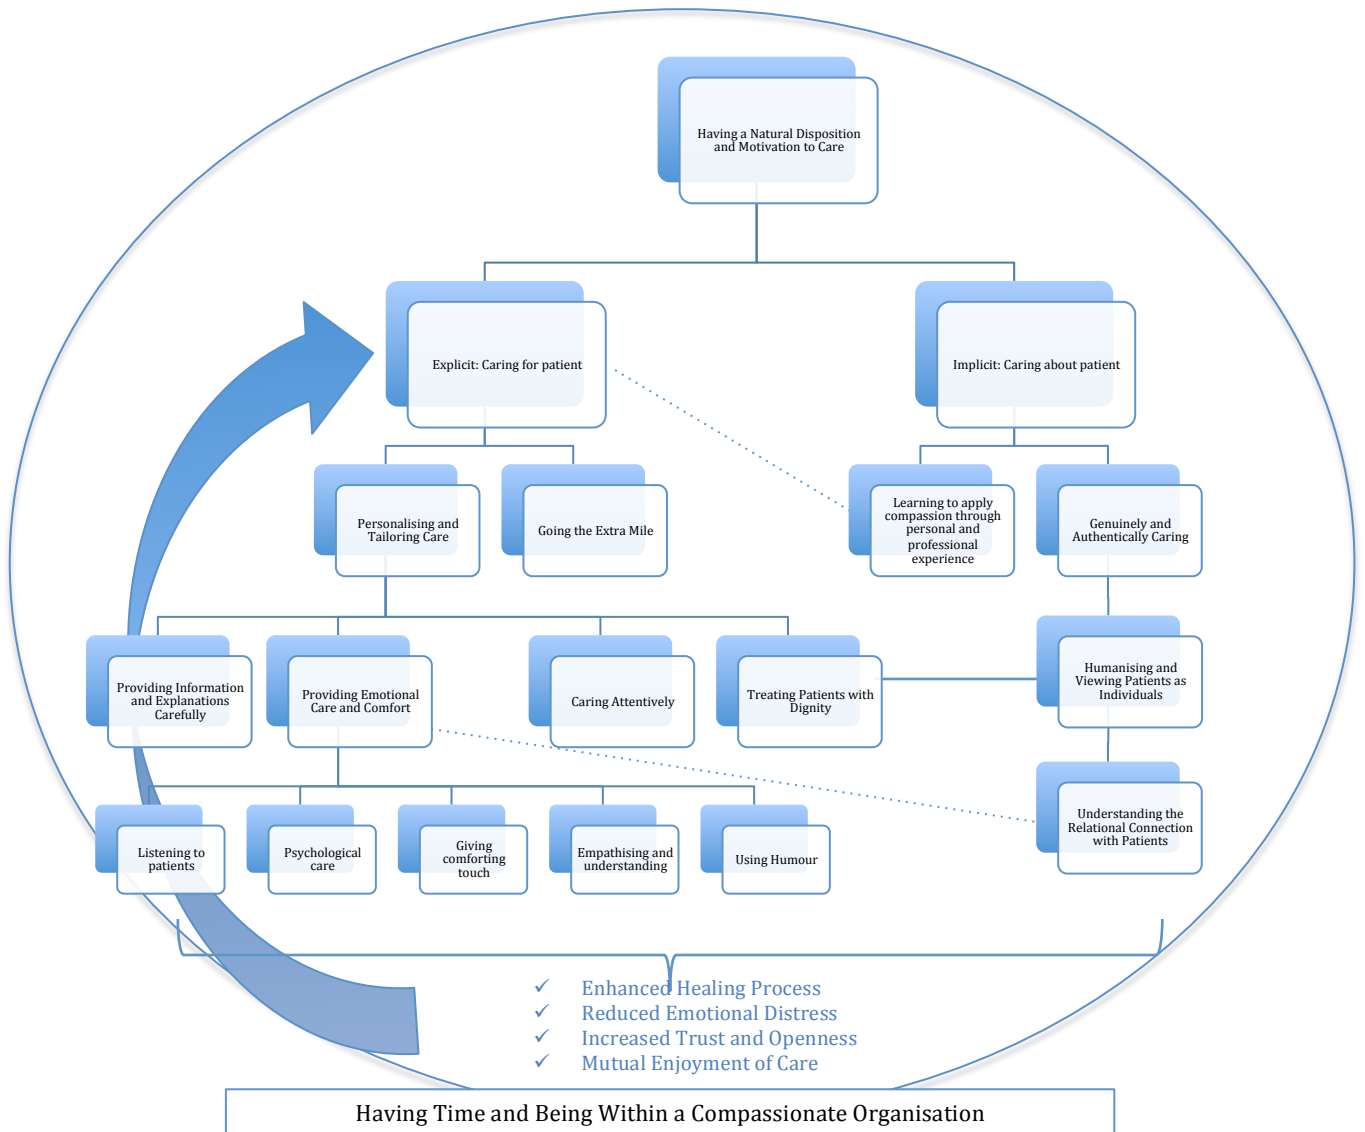 Having a Natural Disposition
and Motivation to Care
Explicit: Caring for patient
Implicit: Caring about patient
Personalising and
Tailoring Care
Going the Extra Mile
Learning to apply
compassion through
personal and
professional
experience
Genuinely and
Authentically Caring
Providing Information
and Explanations
Carefully
Providing Emotional
Care and Comfort
Caring Attentively
Treating Patients with
Dignity
Humanising and
Viewing Patients as
Individuals
Listening to
patients
Psychological
care
Giving
comforting
touch
Empathising and
understanding
Using Humour
Understanding the
Relational Connection
with Patients
✓ Enhanced Healing Process
✓ Reduced Emotional Distress
✓ Increased Trust and Openness
✓ Mutual Enjoyment of Care
Having Time and Being Within a Compassionate Organisation